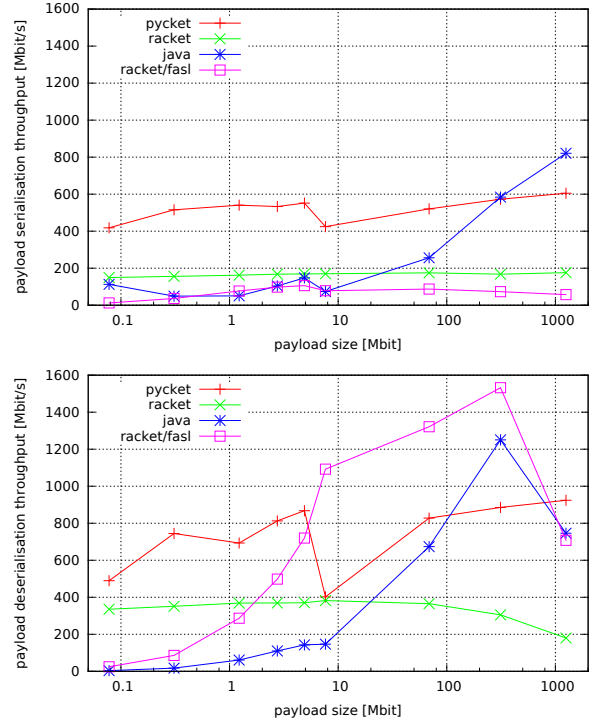 payload serialisation throughput [Mbit/s]
1600
1400
1200
1000
800
600
400
200
0
pycket
racket
java
racket/fasl
0.1 1 10 100 1000
payload size [Mbit]
payload deserialisation throughput [Mbit/s]
1600
1400
1200
1000
800
600
400
200
0
pycket
racket
java
racket/fasl
0.1 1 10 100 1000
payload size [Mbit]